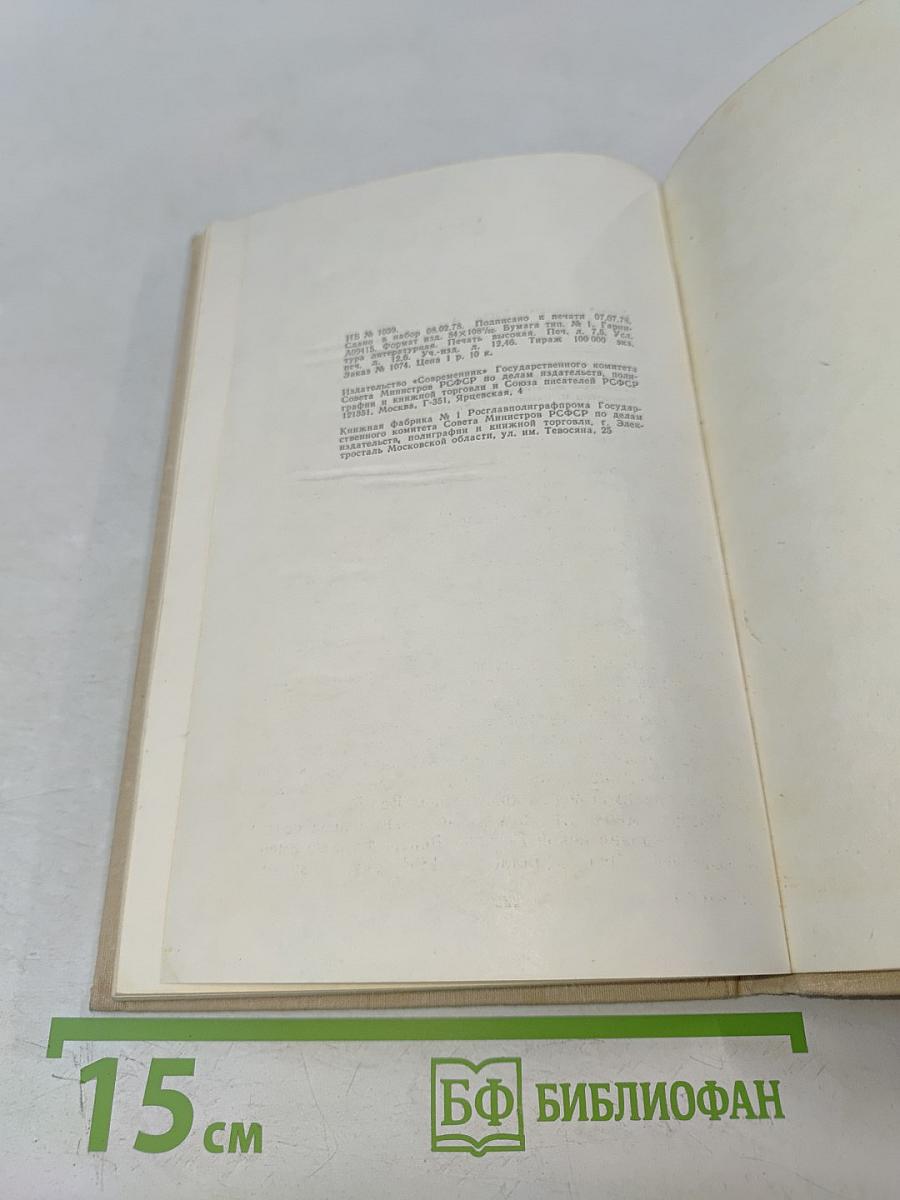 ИБ № 1039.
Сдано в набор 08.02.78. Подписано к печати 07.07.78.
А09415. Формат изд. 84×108¹/₃₂. Бумага тип. № 1. Гарни-
тура литературная. Печать высокая. Печ. л. 7,5. Усл.
печ. л. 12,6. Уч.-изд. л. 12,46. Тираж 100 000 экз.
Заказ № 1074. Цена 1 р. 10 к.
Издательство «Современник» Государственного комитета
Совета Министров РСФСР по делам издательств, поли-
графии и книжной торговли и Союза писателей РСФСР
121351, Москва, Г-351, Ярцевская, 4
Книжная фабрика № 1 Росглавполиграфпрома Государ-
ственного комитета Совета Министров РСФСР по делам
издательств, полиграфии и книжной торговли, г. Элек-
тросталь Московской области, ул. им. Тевосяна, 25
15 см
БФ БИБЛИОФАН